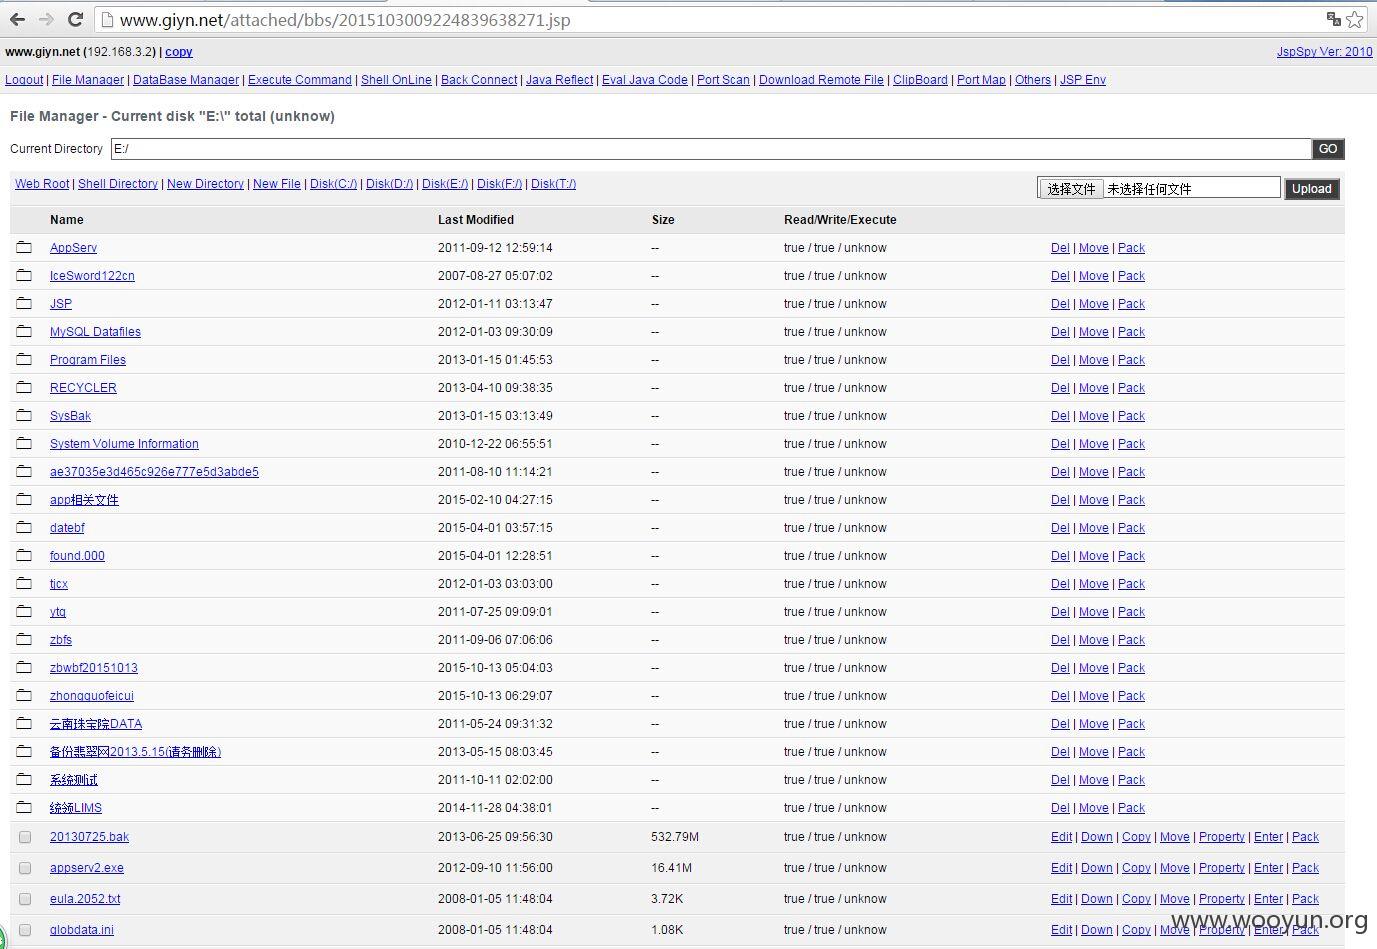 www.giyn.net/attached/bbs/2015103009224839638271.jsp
www.giyn.net (192.168.3.2) | copy JspSpy Ver: 2010
Logout | File Manager | DataBase Manager | Execute Command | Shell OnLine | Back Connect | Java Reflect | Eval Java Code | Port Scan | Download Remote File | ClipBoard | Port Map | Others | JSP Env
File Manager - Current disk "E:\" total (unknow)
Current Directory E:/ GO
Web Root | Shell Directory | New Directory | New File | Disk(C:/) | Disk(D:/) | Disk(E:/) | Disk(F:/) | Disk(T:/) 选择文件 未选择任何文件 Upload
Name Last Modified Size Read/Write/Execute
AppServ 2011-09-12 12:59:14 -- true / true / unknow Del | Move | Pack
IceSword122cn 2007-08-27 05:07:02 -- true / true / unknow Del | Move | Pack
JSP 2012-01-11 03:13:47 -- true / true / unknow Del | Move | Pack
MySQL Datafiles 2012-01-03 09:30:09 -- true / true / unknow Del | Move | Pack
Program Files 2013-01-15 01:45:53 -- true / true / unknow Del | Move | Pack
RECYCLER 2013-04-10 09:38:35 -- true / true / unknow Del | Move | Pack
SysBak 2013-01-15 03:13:49 -- true / true / unknow Del | Move | Pack
System Volume Information 2010-12-22 06:55:51 -- true / true / unknow Del | Move | Pack
ae37035e3d465c926e777e5d3abde5 2011-08-10 11:14:21 -- true / true / unknow Del | Move | Pack
app相关文件 2015-02-10 04:27:15 -- true / true / unknow Del | Move | Pack
datebf 2015-04-01 03:57:15 -- true / true / unknow Del | Move | Pack
found.000 2015-04-01 12:28:51 -- true / true / unknow Del | Move | Pack
tjcx 2012-01-03 03:03:00 -- true / true / unknow Del | Move | Pack
ytq 2011-07-25 09:09:01 -- true / true / unknow Del | Move | Pack
zbfs 2011-09-06 07:06:06 -- true / true / unknow Del | Move | Pack
zbwbf20151013 2015-10-13 05:04:03 -- true / true / unknow Del | Move | Pack
zhongguofeicui 2015-10-13 06:29:07 -- true / true / unknow Del | Move | Pack
云南珠宝院DATA 2011-05-24 09:31:32 -- true / true / unknow Del | Move | Pack
备份翡翠网2013.5.15(请务删除) 2013-05-15 08:03:45 -- true / true / unknow Del | Move | Pack
系统测试 2011-10-11 02:02:00 -- true / true / unknow Del | Move | Pack
统领LIMS 2014-11-28 04:38:01 -- true / true / unknow Del | Move | Pack
20130725.bak 2013-06-25 09:56:30 532.79M true / true / unknow Edit | Down | Copy | Move | Property | Enter | Pack
appserv2.exe 2012-09-10 11:56:00 16.41M true / true / unknow Edit | Down | Copy | Move | Property | Enter | Pack
eula.2052.txt 2008-01-05 11:48:04 3.72K true / true / unknow Edit | Down | Copy | Move | Property | Enter | Pack
globdata.ini 2008-01-05 11:48:04 1.08K true / true / unknow Edit | Down | Copy | Move | Property | Enter | Pack
www.wooyun.org